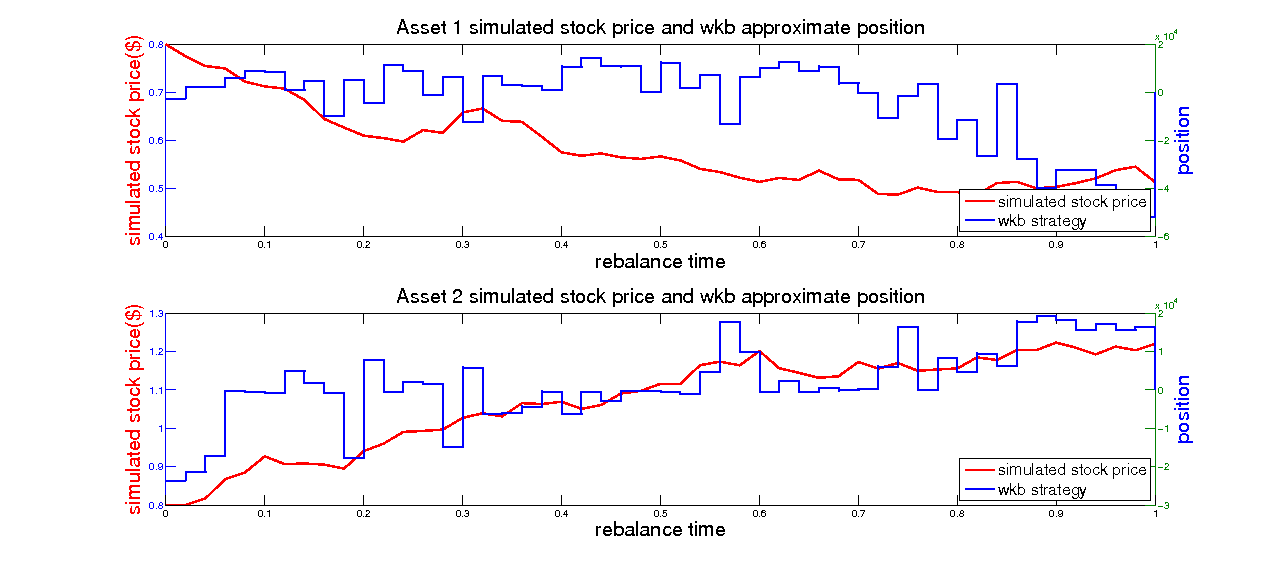 Asset 1 simulated stock price and wkb approximate position
x 10^4
simulated stock price($)
0.8
0.7
0.6
0.5
0.4
2
0
−2
−4
−6
position
simulated stock price
wkb strategy
0 0.1 0.2 0.3 0.4 0.5 0.6 0.7 0.8 0.9 1
rebalance time
Asset 2 simulated stock price and wkb approximate position
x 10^4
simulated stock price($)
1.3
1.2
1.1
1
0.9
0.8
2
1
0
−1
−2
−3
position
simulated stock price
wkb strategy
0 0.1 0.2 0.3 0.4 0.5 0.6 0.7 0.8 0.9 1
rebalance time